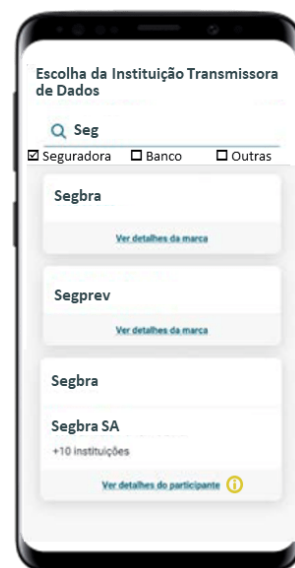 Escolha da Instituição Transmissora
de Dados
Seg
☑ Seguradora ☐ Banco ☐ Outras
Segbra
Ver detalhes da marca
Segprev
Ver detalhes da marca
Segbra
Segbra SA
+10 instituições
Ver detalhes do participante